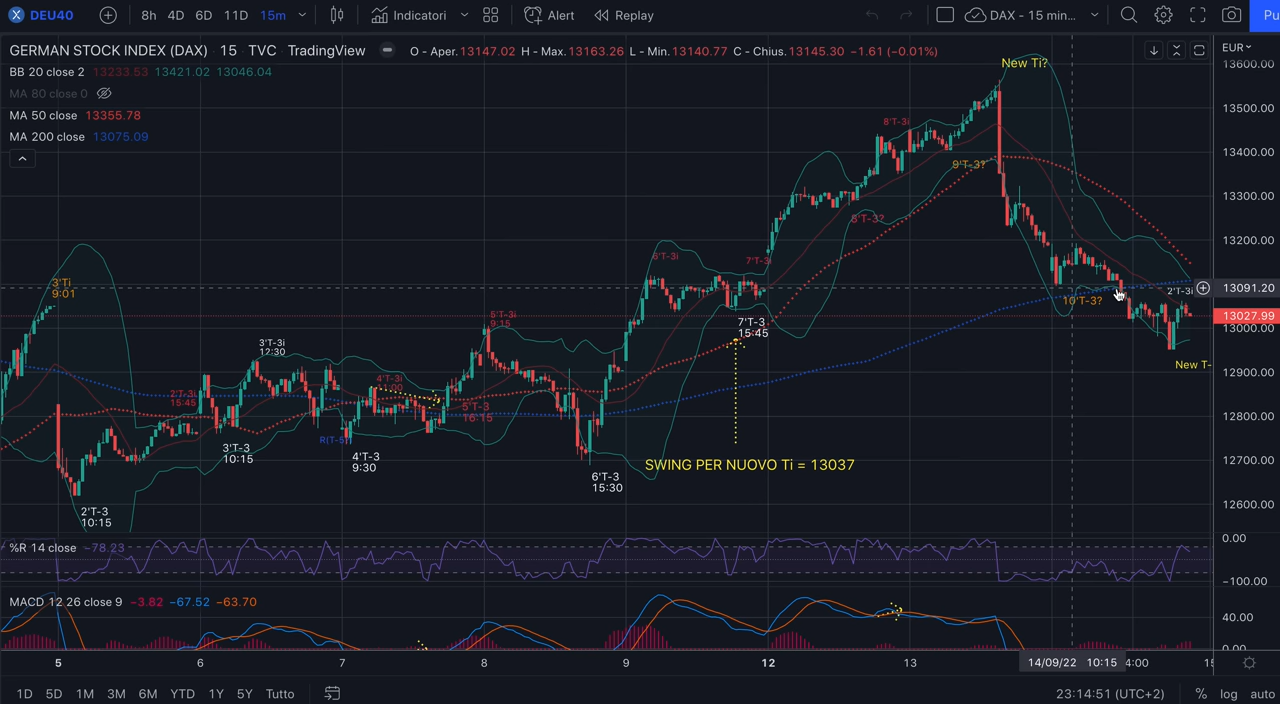 DEU40 8h 4D 6D 11D 15m Indicatori Alert Replay DAX - 15 min... Pu
GERMAN STOCK INDEX (DAX) 15 TVC TradingView O - Aper.13147.02 H - Max.13163.26 L - Min.13140.77 C - Chius.13145.30 −1.61 (−0.01%) EUR
BB 20 close 2 13233.53 13421.02 13046.04
MA 80 close 0
MA 50 close 13355.78
MA 200 close 13075.09
New Ti?
13600.00
13500.00
13400.00
13300.00
13200.00
13091.20
13027.99
13000.00
12900.00
12800.00
12700.00
12600.00
8'T-3i
9'T-3?
8'T-3?
6'T-3i
7'T-3i
3'Ti
9:01
10'T-3?
2'T-3i
5'T-3i
9:15
7'T-3
15:45
3'T-3i
12:30
New T-
4'T-3i
11:00
2'T-3i
15:45
5'T-3
16:15
R(T-5)
3'T-3
10:15
4'T-3
9:30
SWING PER NUOVO Ti = 13037
6'T-3
15:30
2'T-3
10:15
%R 14 close −78.23
0.00
−100.00
MACD 12 26 close 9 −3.82 −67.52 −63.70
40.00
0.00
5 6 7 8 9 12 13 14/09/22 10:15 4:00 15
1D 5D 1M 3M 6M YTD 1Y 5Y Tutto 23:14:51 (UTC+2) % log auto